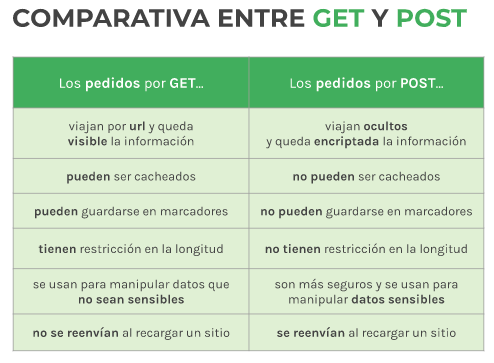 COMPARATIVA ENTRE GET Y POST
Los pedidos por GET...
Los pedidos por POST...
viajan por url y queda
visible la información
viajan ocultos
y queda encriptada la información
pueden ser cacheados
no pueden ser cacheados
pueden guardarse en marcadores
no pueden guardarse en marcadores
tienen restricción en la longitud
no tienen restricción en la longitud
se usan para manipular datos que
no sean sensibles
son más seguros y se usan para
manipular datos sensibles
no se reenvían al recargar un sitio
se reenvían al recargar un sitio